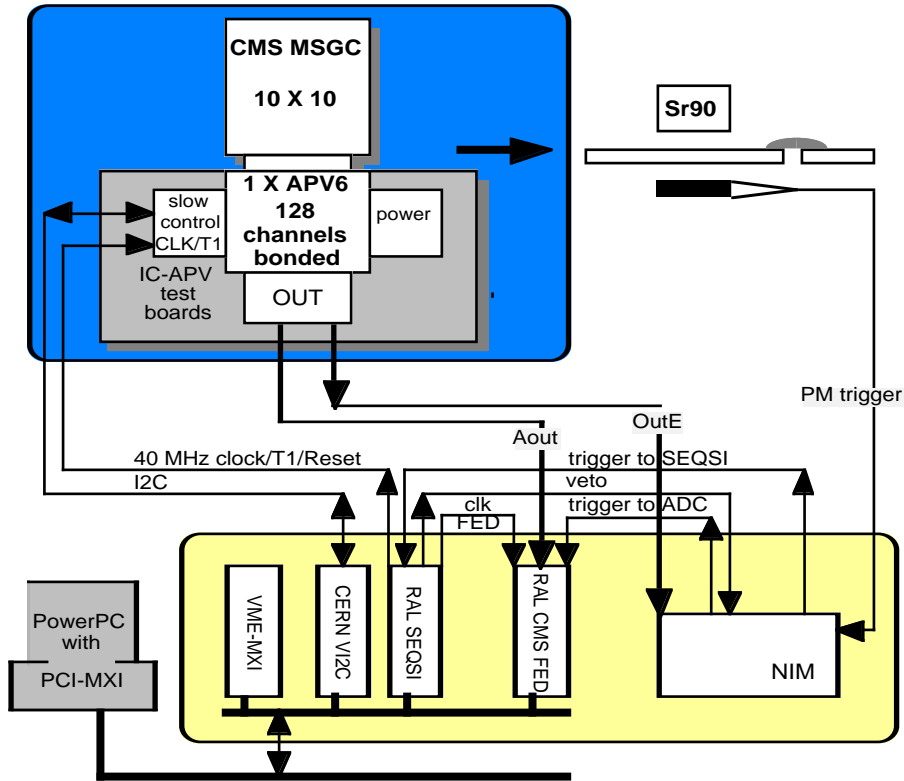 CMS MSGC
10 X 10
Sr90
1 X APV6
128
channels
bonded
slow
control
CLK/T1
power
IC-APV
test
boards
OUT
PM trigger
OutE
Aout
40 MHz clock/T1/Reset
trigger to SEQSI
I2C
veto
clk
FED
trigger to ADC
VME-MXI
CERN VI2C
RAL SEQSI
RAL CMS FED
NIM
PowerPC
with
PCI-MXI